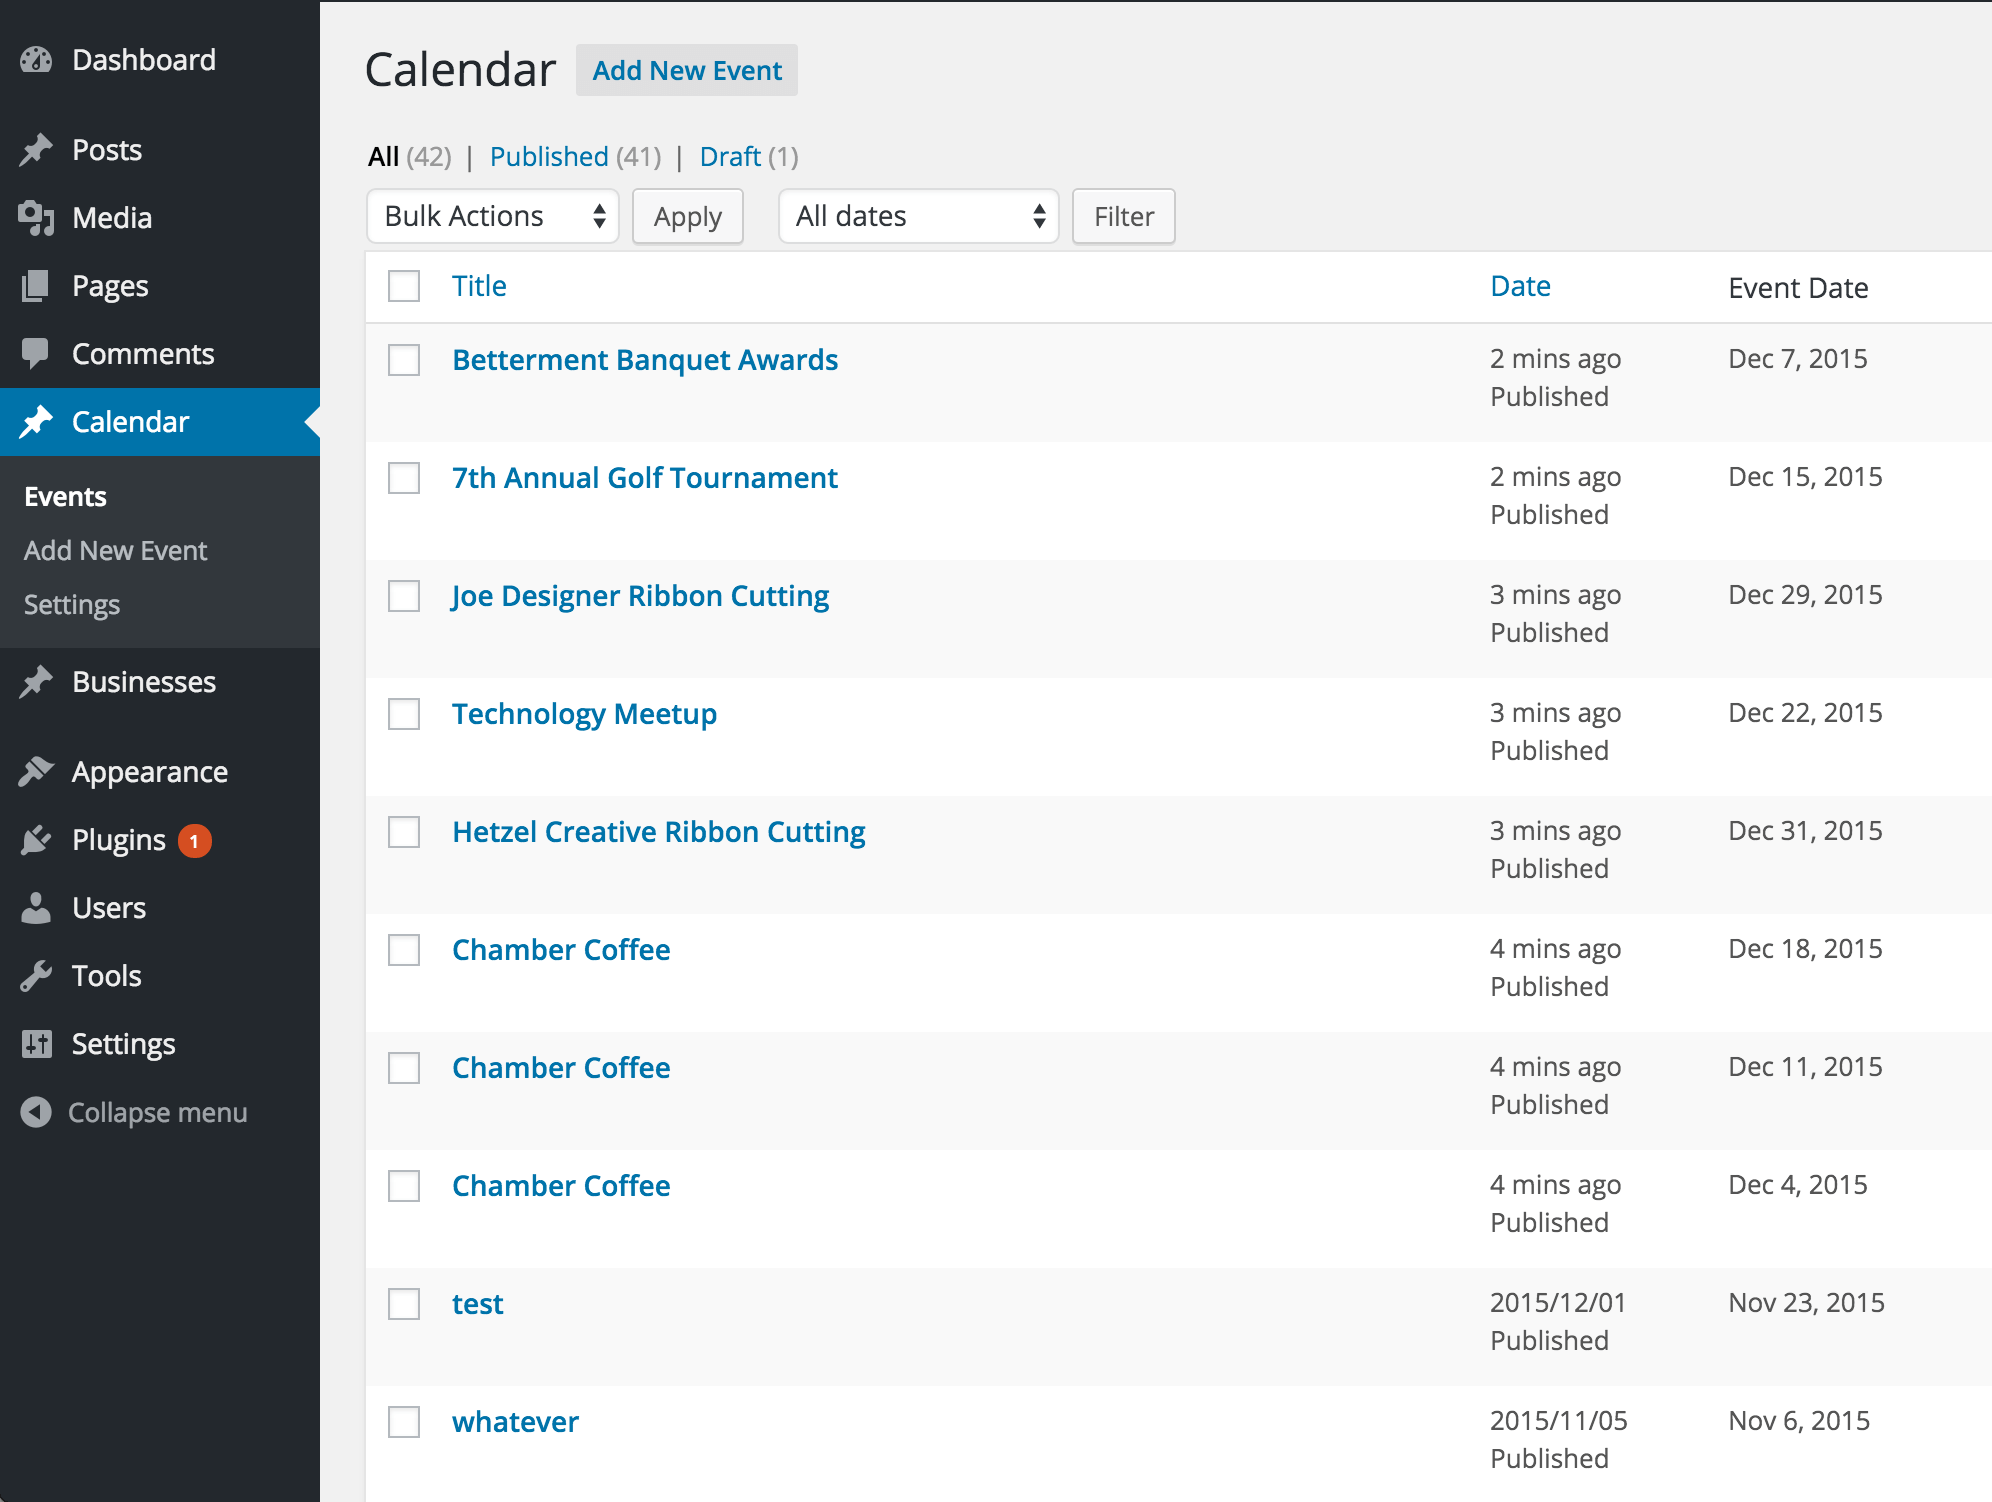 Dashboard
Posts
Media
Pages
Comments
Calendar
Events
Add New Event
Settings
Businesses
Appearance
Plugins 1
Users
Tools
Settings
Collapse menu
Calendar Add New Event
All (42) | Published (41) | Draft (1)
Bulk Actions Apply All dates Filter
Title Date Event Date
Betterment Banquet Awards 2 mins ago Dec 7, 2015
Published
7th Annual Golf Tournament 2 mins ago Dec 15, 2015
Published
Joe Designer Ribbon Cutting 3 mins ago Dec 29, 2015
Published
Technology Meetup 3 mins ago Dec 22, 2015
Published
Hetzel Creative Ribbon Cutting 3 mins ago Dec 31, 2015
Published
Chamber Coffee 4 mins ago Dec 18, 2015
Published
Chamber Coffee 4 mins ago Dec 11, 2015
Published
Chamber Coffee 4 mins ago Dec 4, 2015
Published
test 2015/12/01 Nov 23, 2015
Published
whatever 2015/11/05 Nov 6, 2015
Published